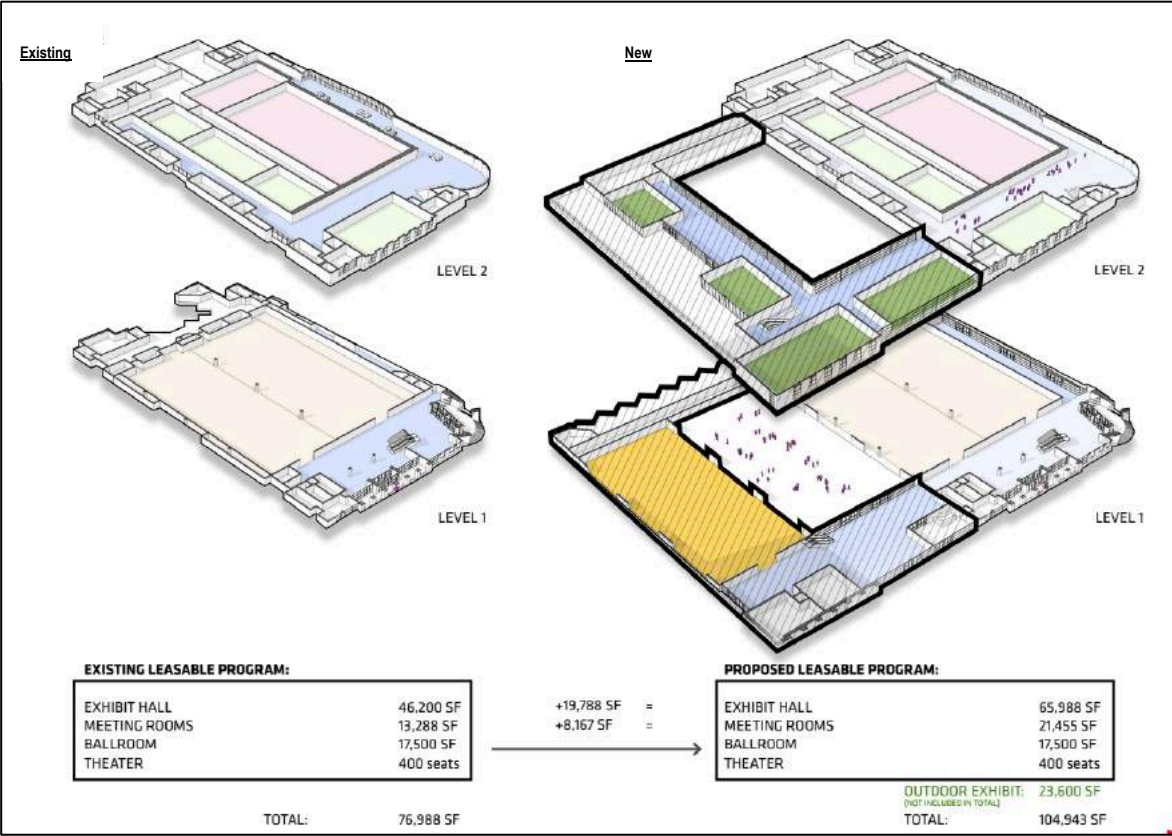 Existing
New
LEVEL 2
LEVEL 2
LEVEL 1
LEVEL 1
EXISTING LEASABLE PROGRAM:
EXHIBIT HALL 46,200 SF
MEETING ROOMS 13,288 SF
BALLROOM 17,500 SF
THEATER 400 seats
TOTAL: 76,988 SF
+19,788 SF =
+8,167 SF =
PROPOSED LEASABLE PROGRAM:
EXHIBIT HALL 65,988 SF
MEETING ROOMS 21,455 SF
BALLROOM 17,500 SF
THEATER 400 seats
OUTDOOR EXHIBIT: 23,600 SF
(NOT INCLUDED IN TOTAL)
TOTAL: 104,943 SF